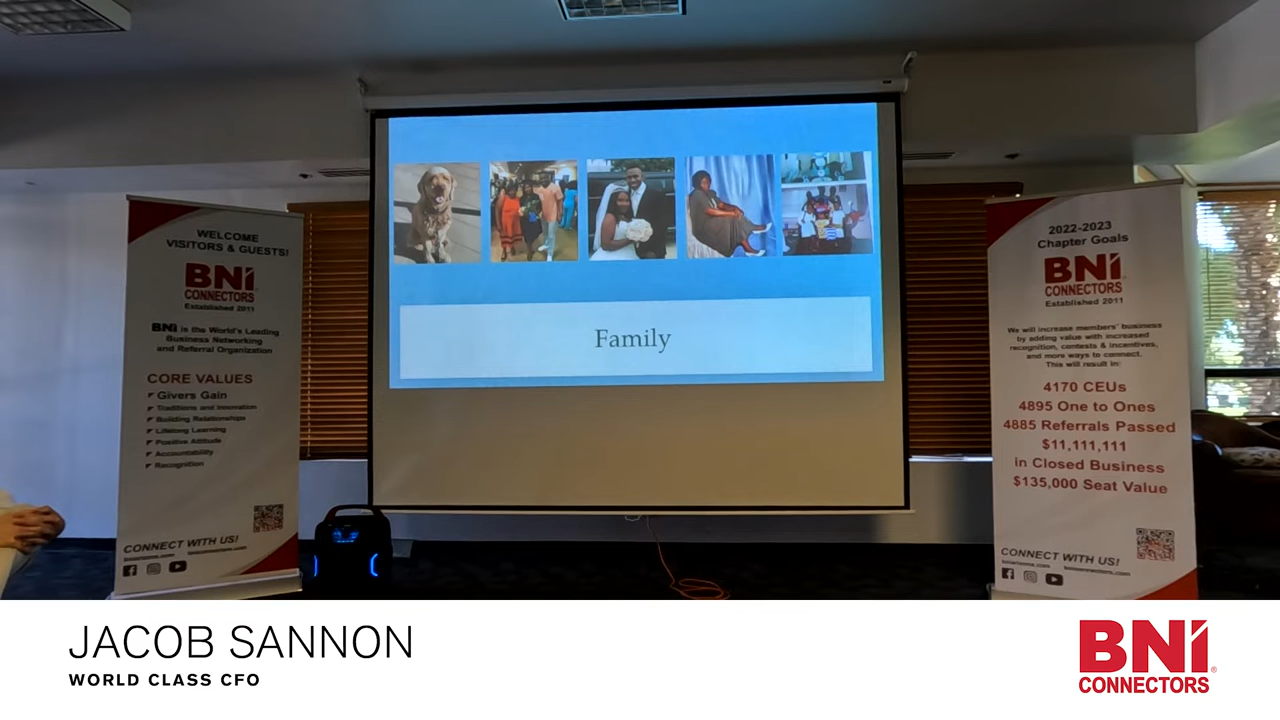 WELCOME
VISITORS & GUESTS!
BNI
CONNECTORS
Established 2011
BNI is the World's Leading
Business Networking
and Referral Organization
CORE VALUES
Givers Gain
Traditions and Innovation
Building Relationships
Lifelong Learning
Positive Attitude
Accountability
Recognition
CONNECT WITH US!
Family
2022-2023
Chapter Goals
BNI
CONNECTORS
Established 2011
We will increase members' business
by adding value with increased
recognition, contests & incentives,
and more ways to connect.
This will result in:
4170 CEUs
4895 One to Ones
4885 Referrals Passed
$11,111,111
in Closed Business
$135,000 Seat Value
CONNECT WITH US!
JACOB SANNON
WORLD CLASS CFO
BNI®
CONNECTORS